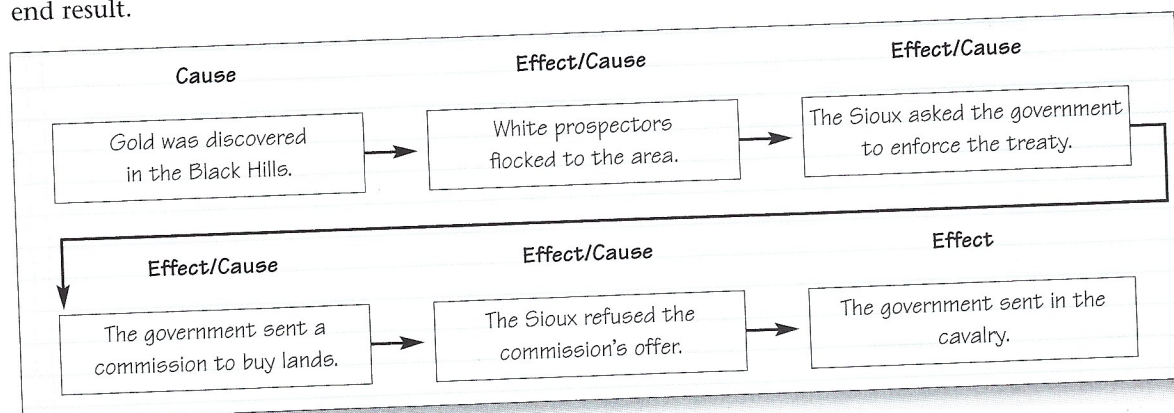 end result.
Cause
Effect/Cause
Effect/Cause
Gold was discovered
in the Black Hills.
White prospectors
flocked to the area.
The Sioux asked the government
to enforce the treaty.
Effect/Cause
Effect/Cause
Effect
The government sent a
commission to buy lands.
The Sioux refused the
commission's offer.
The government sent in the
cavalry.